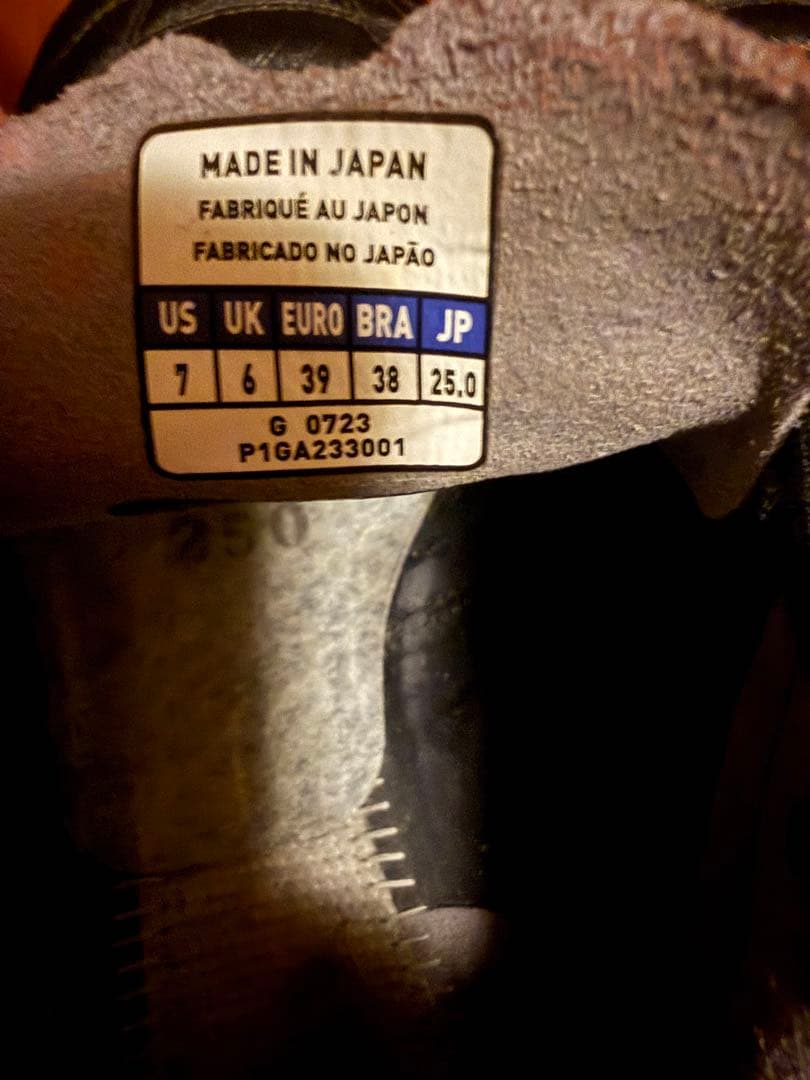 MADE IN JAPAN
FABRIQUÉ AU JAPON
FABRICADO NO JAPÃO
US UK EURO BRA JP
7 6 39 38 25.0
G 0723
P1GA233001
250